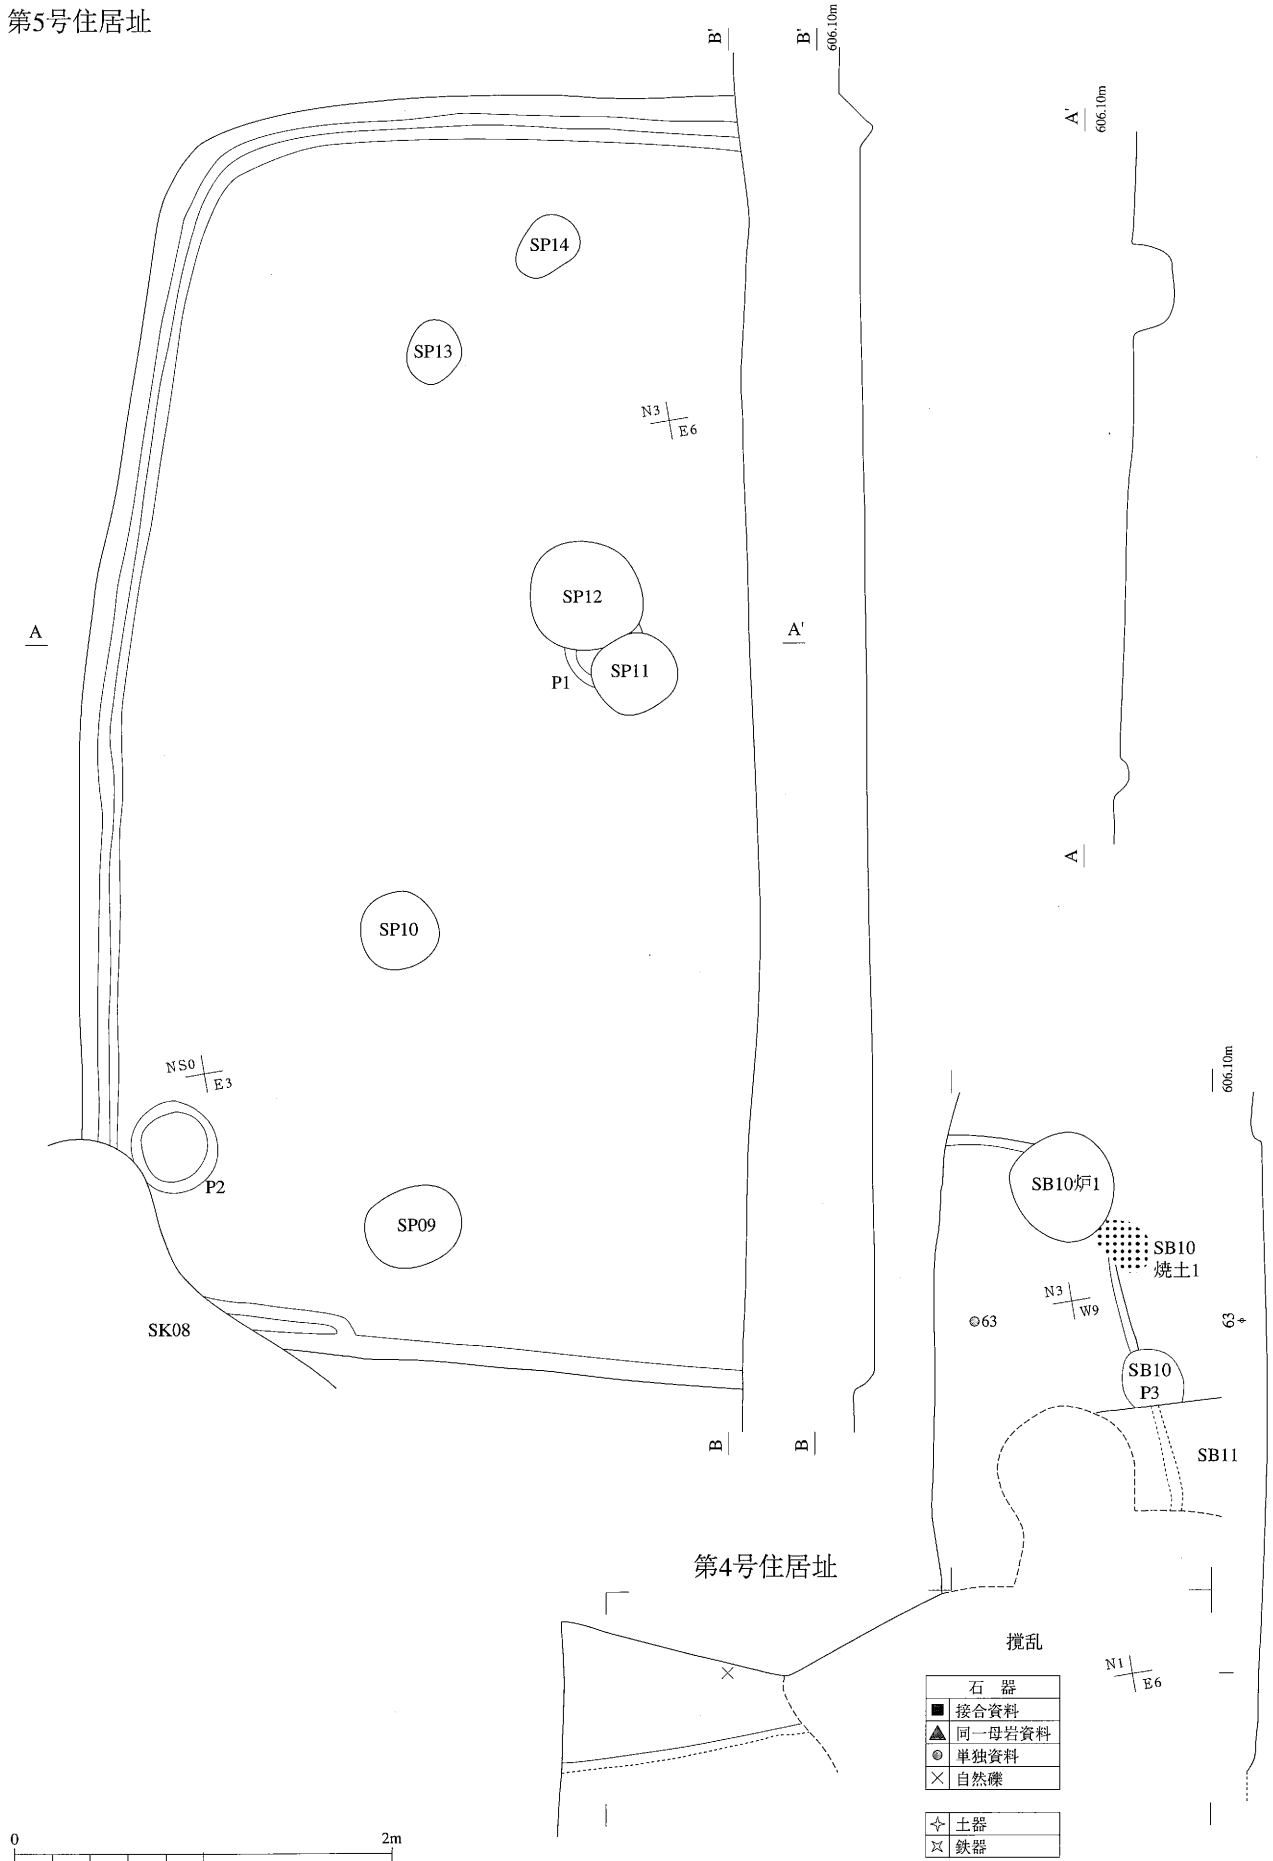 第5号住居址
B'
B'
606.10m
A'
606.10m
SP14
SP13
N3
E6
SP12
A
A'
SP11
P1
A
SP10
NS0
E3
606.10m
P2
SP09
SB10炉1
SB10
焼土1
N3
W9
63
63
SK08
SB10
P3
B
B
SB11
第4号住居址
撹乱
N1
E6
石 器
接合資料
同一母岩資料
単独資料
自然礫
土器
鉄器
0
2m